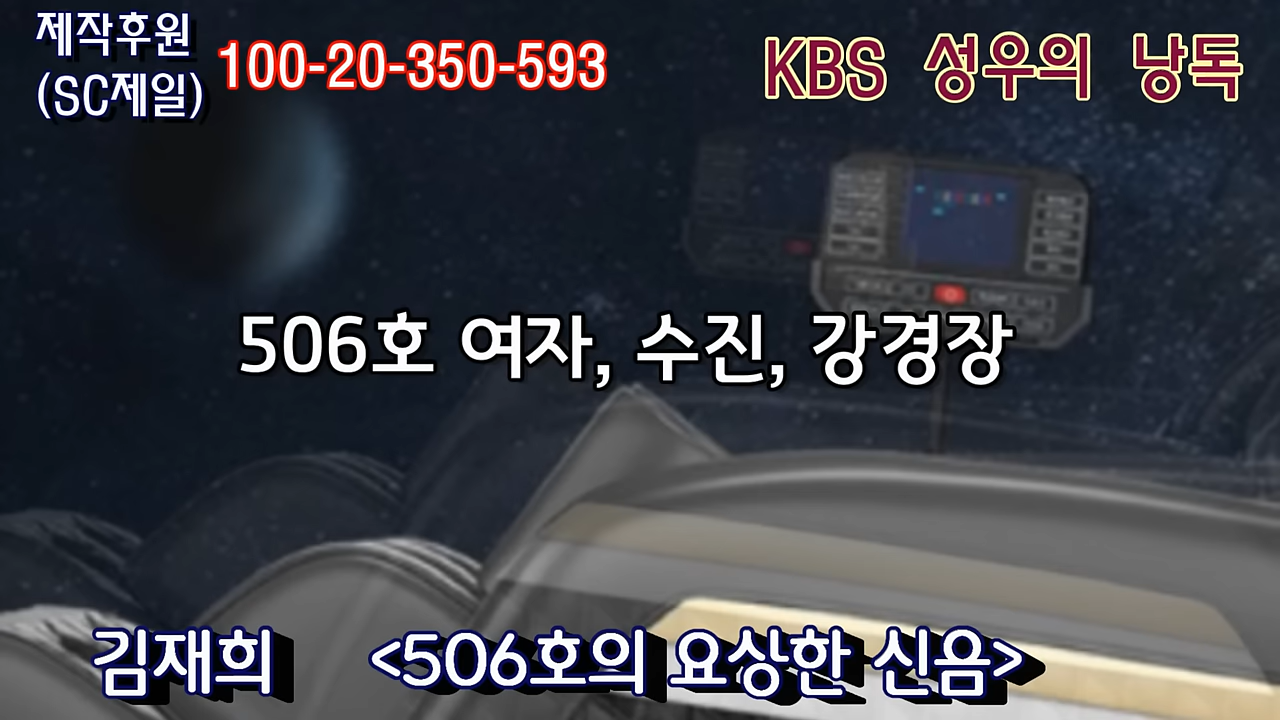 제작후원
(SC제일)
100-20-350-593
KBS 성우의 낭독
506호 여자, 수진, 강경장
김재희 <506호의 요상한 신음>